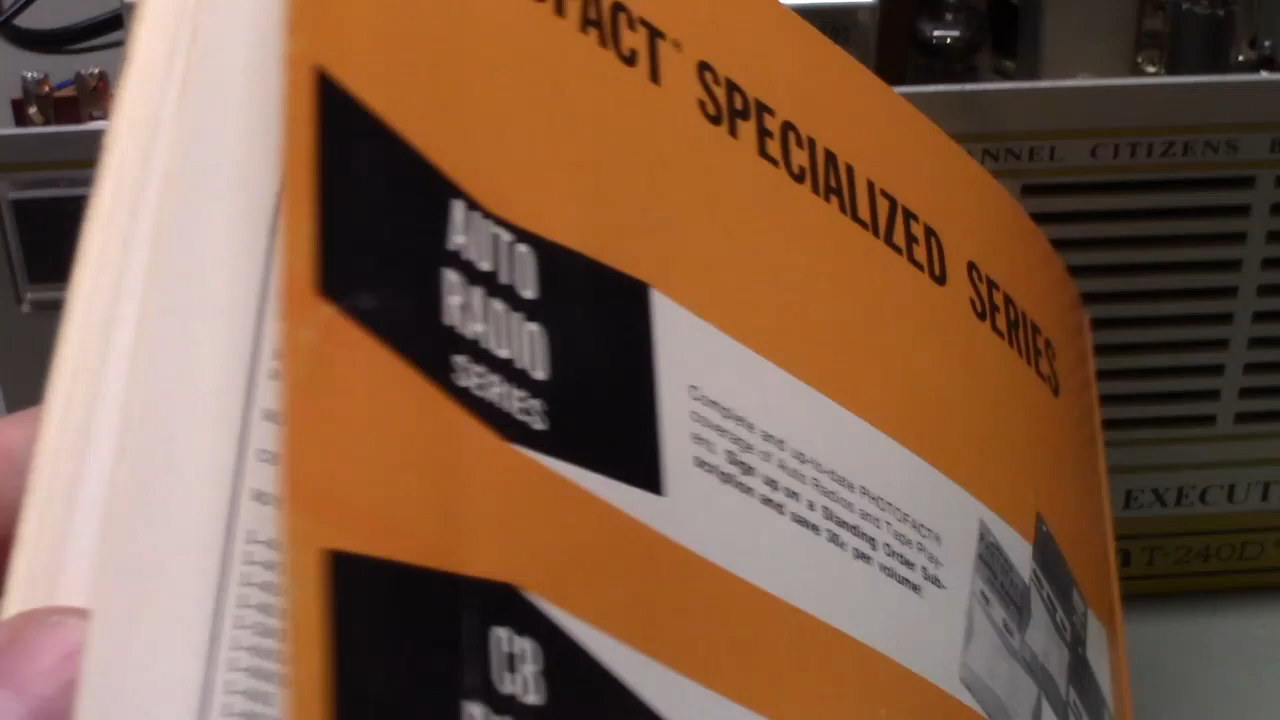 FACT® SPECIALIZED SERIES
AUTO
RADIO
SERIES
Complete and up-to-date PHOTOFACT®
coverage of Auto Radios and Tape Play-
ers. Sign up on a Standing Order Sub-
scription and save 30¢ per volume!
CB
NNEL CITIZENS
EXECUT
T-240D